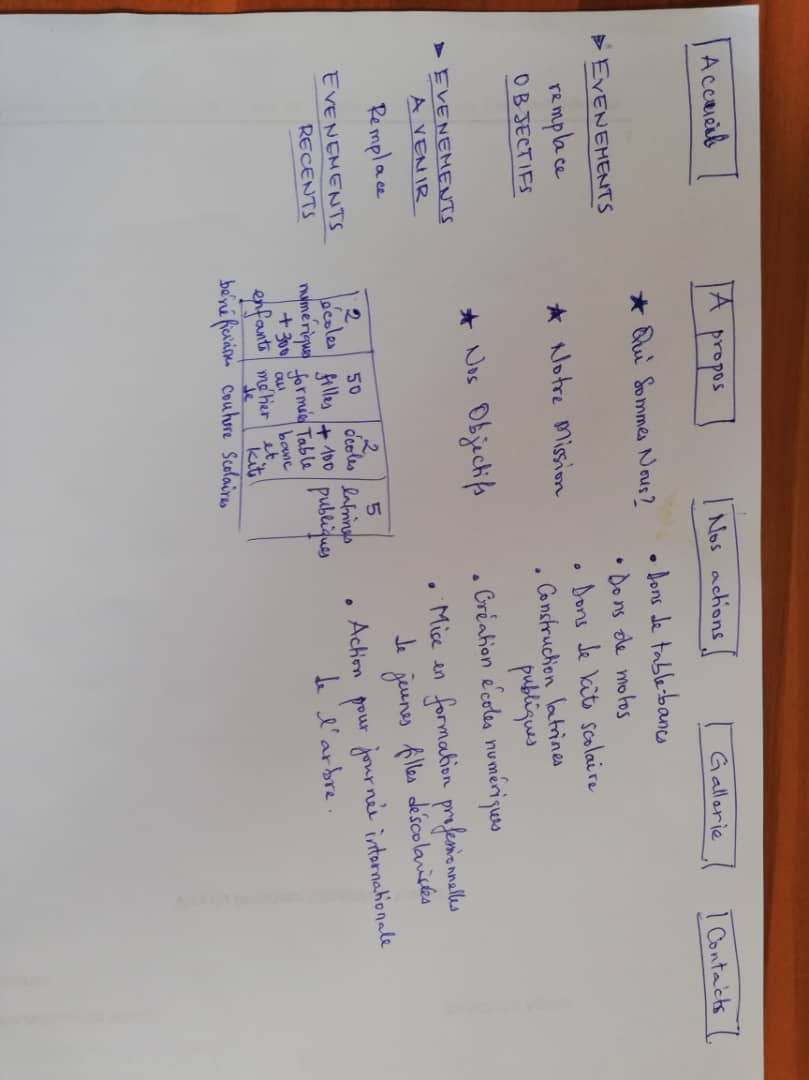 Accueil
A propos
Nos actions
Gallerie
Contacts
➤ EVENEMENTS
remplace
OBJECTIFS
➤ EVENEMENTS
A VENIR
Remplace
EVENEMENTS
RECENTS
★ Qui Sommes Nous?
★ Notre Mission
★ Nos Objectifs
2
écoles
numériques
+ 300
enfants
bénéficiaires
50
filles
formées
au
métier
de
couture
2
écoles
+ 100
Table
banc
et
kits
scolaires
5
latrines
publiques
• Dons de table-bancs
• Dons de motos
• Dons de kits scolaire
• Construction latrines
publiques
• Création écoles numériques
• Mise en formation professionnelles
de jeunes filles déscolarisées
• Action pour journée internationale
de l'arbre.